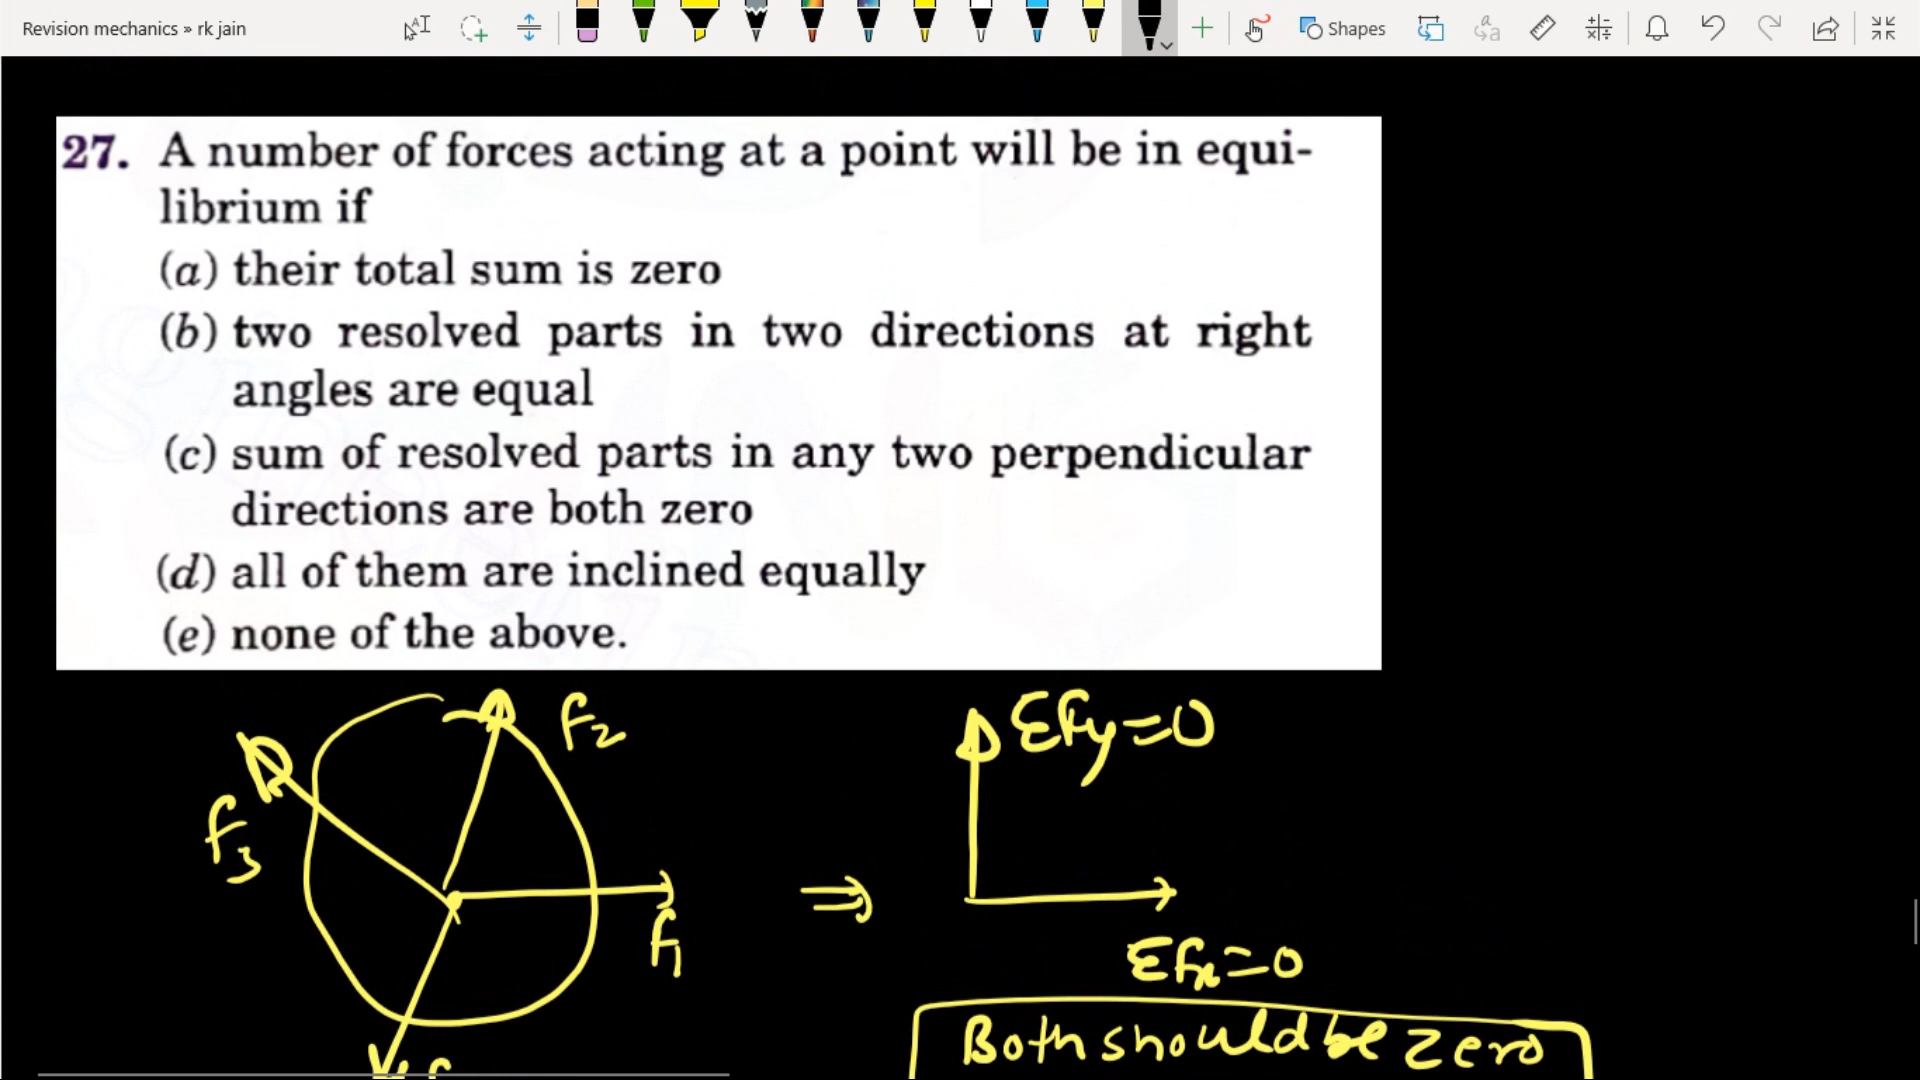 Revision mechanics » rk jain
Shapes
27. A number of forces acting at a point will be in equi-
librium if
(a) their total sum is zero
(b) two resolved parts in two directions at right
angles are equal
(c) sum of resolved parts in any two perpendicular
directions are both zero
(d) all of them are inclined equally
(e) none of the above.
F2
ΣFy=0
F3
F1
⇒
ΣFx=0
Both should be zero